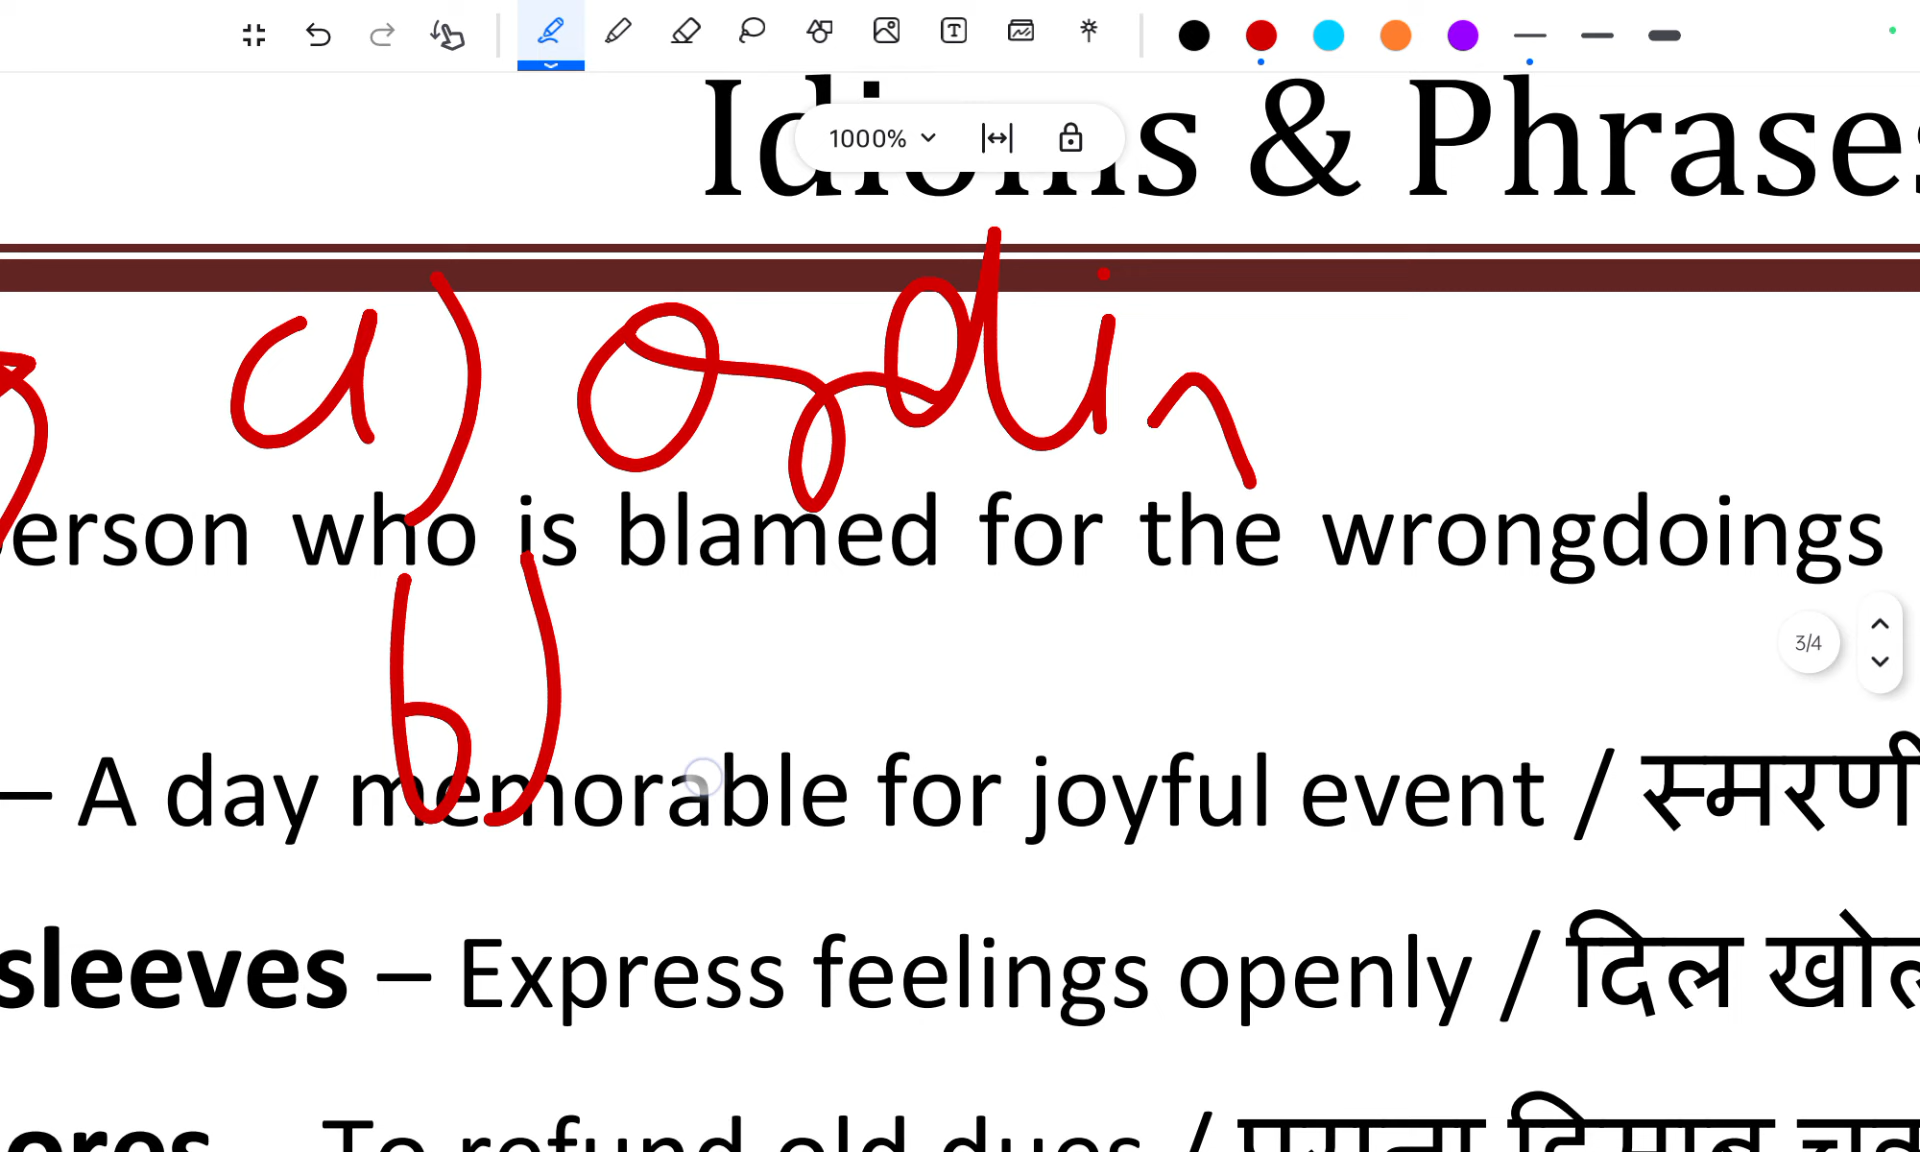 Idioms & Phrases
1000%
a) ordin
erson who is blamed for the wrongdoings
3/4
b)
– A day memorable for joyful event / स्मरणी
sleeves – Express feelings openly / दिल खोल
ores – To refund old dues / पुराना हिसाब चु